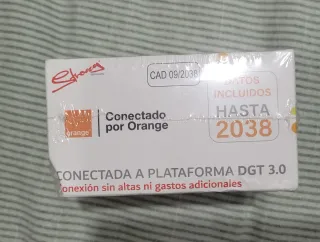 CAD 09/2038
DATOS
INCLUIDOS
HASTA
2038
orange
Conectado
por Orange
CONECTADA A PLATAFORMA DGT 3.0
Conexión sin altas ni gastos adicionales